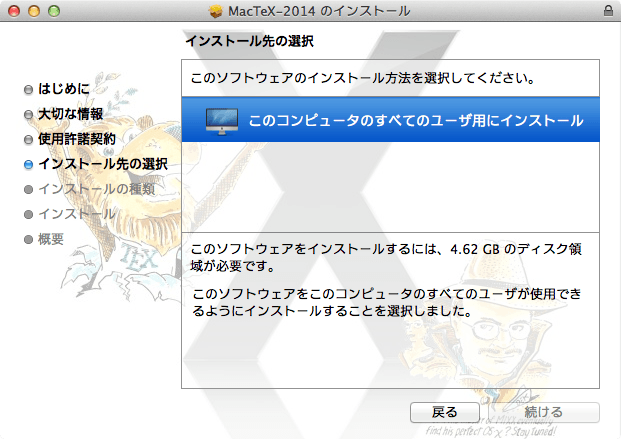 MacTeX-2014 のインストール
インストール先の選択
はじめに
大切な情報
使用許諾契約
インストール先の選択
インストールの種類
インストール
概要
このソフトウェアのインストール方法を選択してください。
このコンピュータのすべてのユーザ用にインストール
このソフトウェアをインストールするには、4.62 GB のディスク領
域が必要です。
このソフトウェアをこのコンピュータのすべてのユーザが使用でき
るようにインストールすることを選択しました。
TEX
戻る
続ける
find his perfect OS X? Stay tuned!